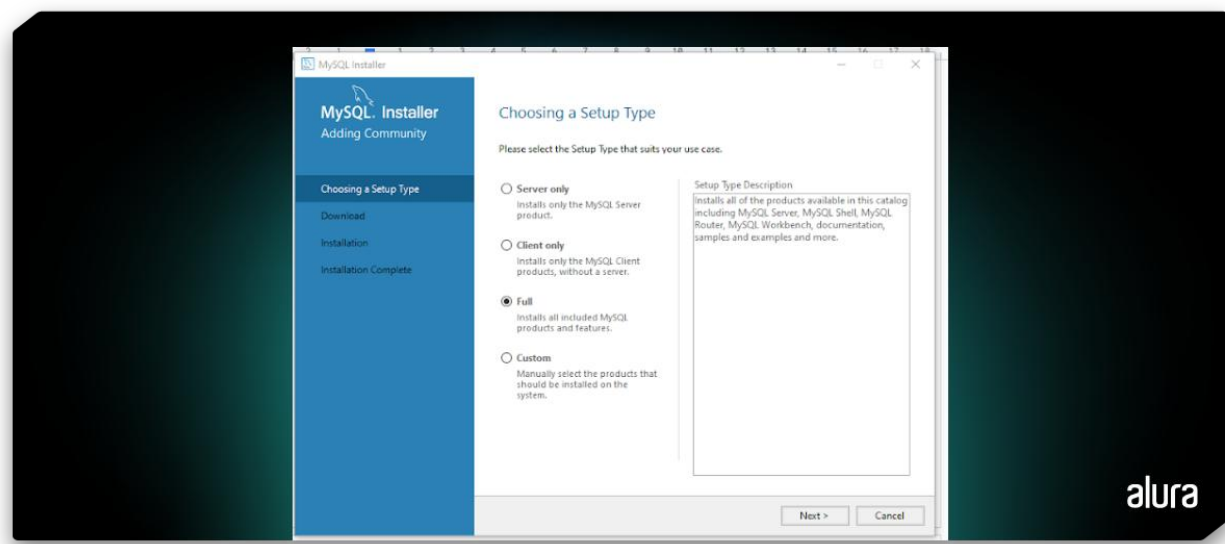 MySQL Installer
MySQL. Installer
Adding Community
Choosing a Setup Type
Download
Installation
Installation Complete
Choosing a Setup Type
Please select the Setup Type that suits your use case.
Server only
Installs only the MySQL Server
product.
Client only
Installs only the MySQL Client
products, without a server.
Full
Installs all included MySQL
products and features.
Custom
Manually select the products that
should be installed on the
system.
Setup Type Description
Installs all of the products available in this catalog
including MySQL Server, MySQL Shell, MySQL
Router, MySQL Workbench, documentation,
samples and examples and more.
Next >
Cancel
alura